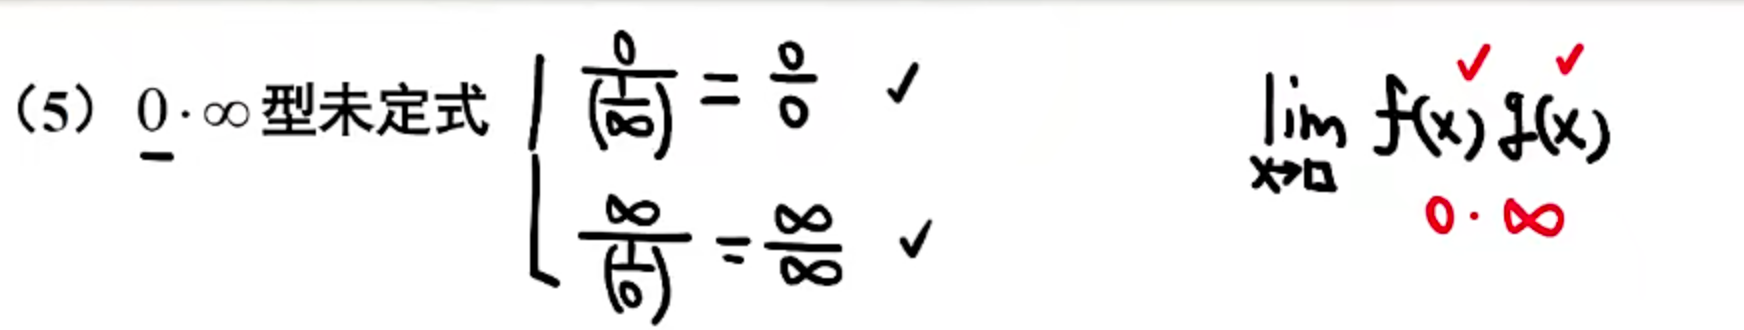 (5) 0·∞型未定式 { 0/(1/∞) = 0/0 ✓
∞/(1/0) = ∞/∞ ✓
lim x→□ f(x) g(x)
✓ ✓
0·∞